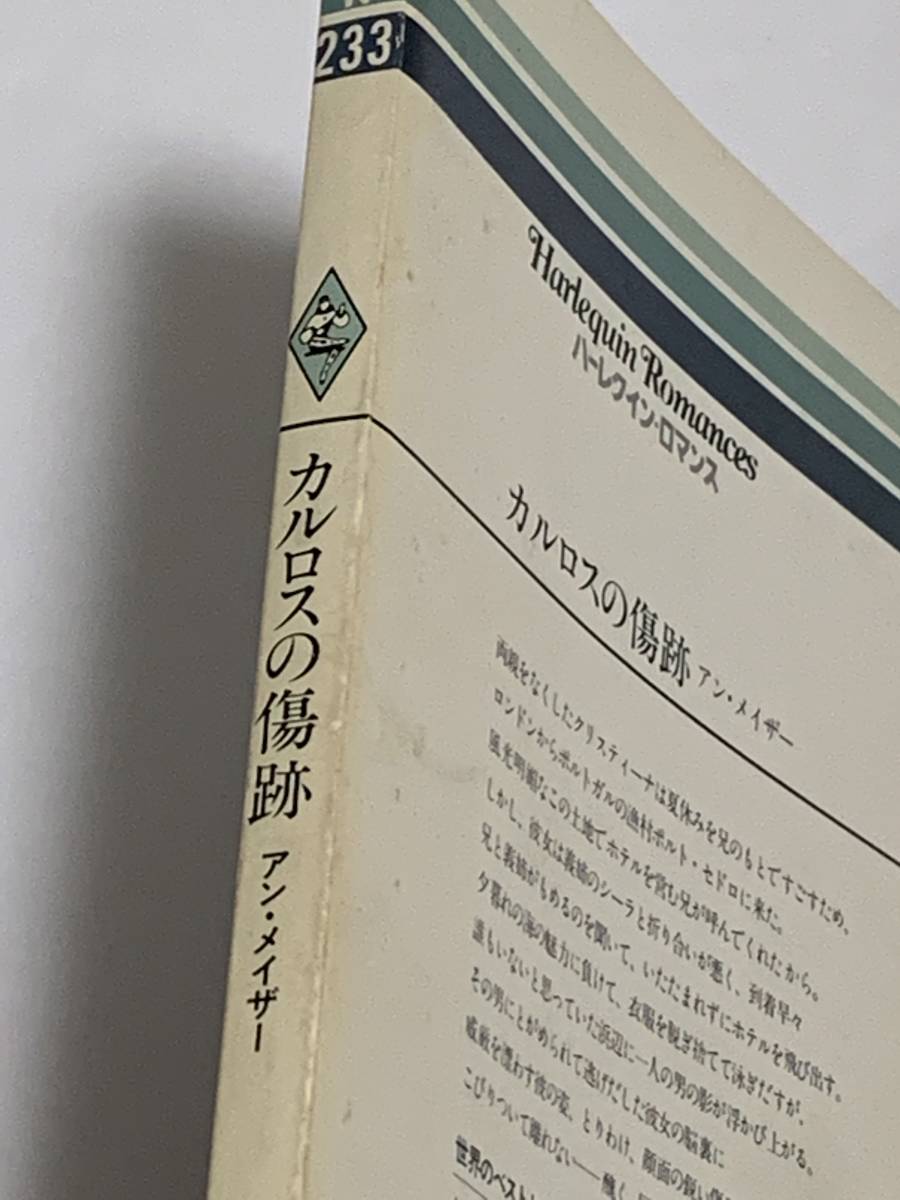 233
カルロスの傷跡
アン・メイザー
Harlequin Romances
ハーレクイン・ロマンス
カルロスの傷跡 アン・メイザー
両親をなくしたクリスティーナは夏休みを兄のもとですごすため、
ロンドンからポルトガルの漁村ポルト・セドロに来た。
風光明媚なこの土地でホテルを営む兄が呼んでくれたから。
しかし、彼女は義姉のシーラと折り合いが悪く、到着早々
兄と義姉がもめるのを聞いて、いたたまれずにホテルを飛び出す。
夕暮れの海の魅力に負けて、衣服を脱ぎ捨てて泳ぎだすが、
誰もいないと思っていた浜辺に一人の男の影が浮かび上がる。
その男にとがめられて逃げだした彼女の脳裏に
威厳を漂わす彼の姿、とりわけ、顔面の鋭い
こびりついて離れない──醜く
世界のベスト